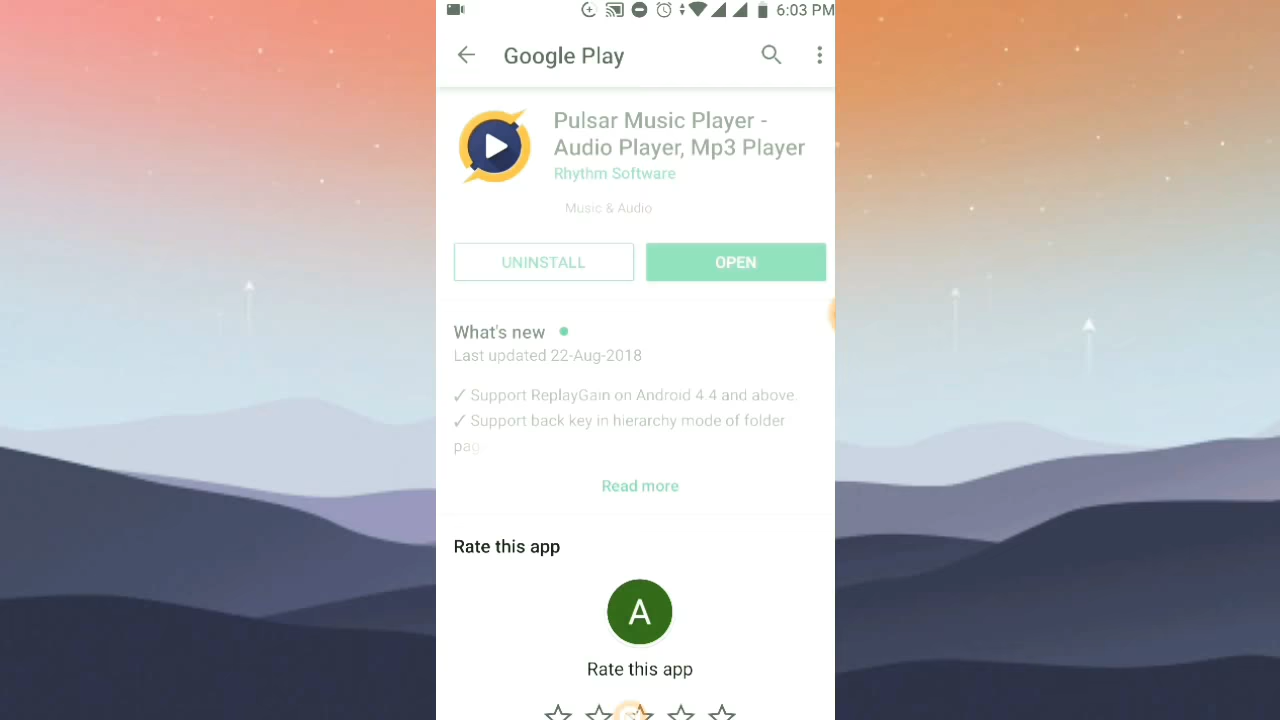 6:03 PM
Google Play
Pulsar Music Player -
Audio Player, Mp3 Player
Rhythm Software
Music & Audio
UNINSTALL
OPEN
What's new
Last updated 22-Aug-2018
✓ Support ReplayGain on Android 4.4 and above.
✓ Support back key in hierarchy mode of folder
pag
Read more
Rate this app
A
Rate this app